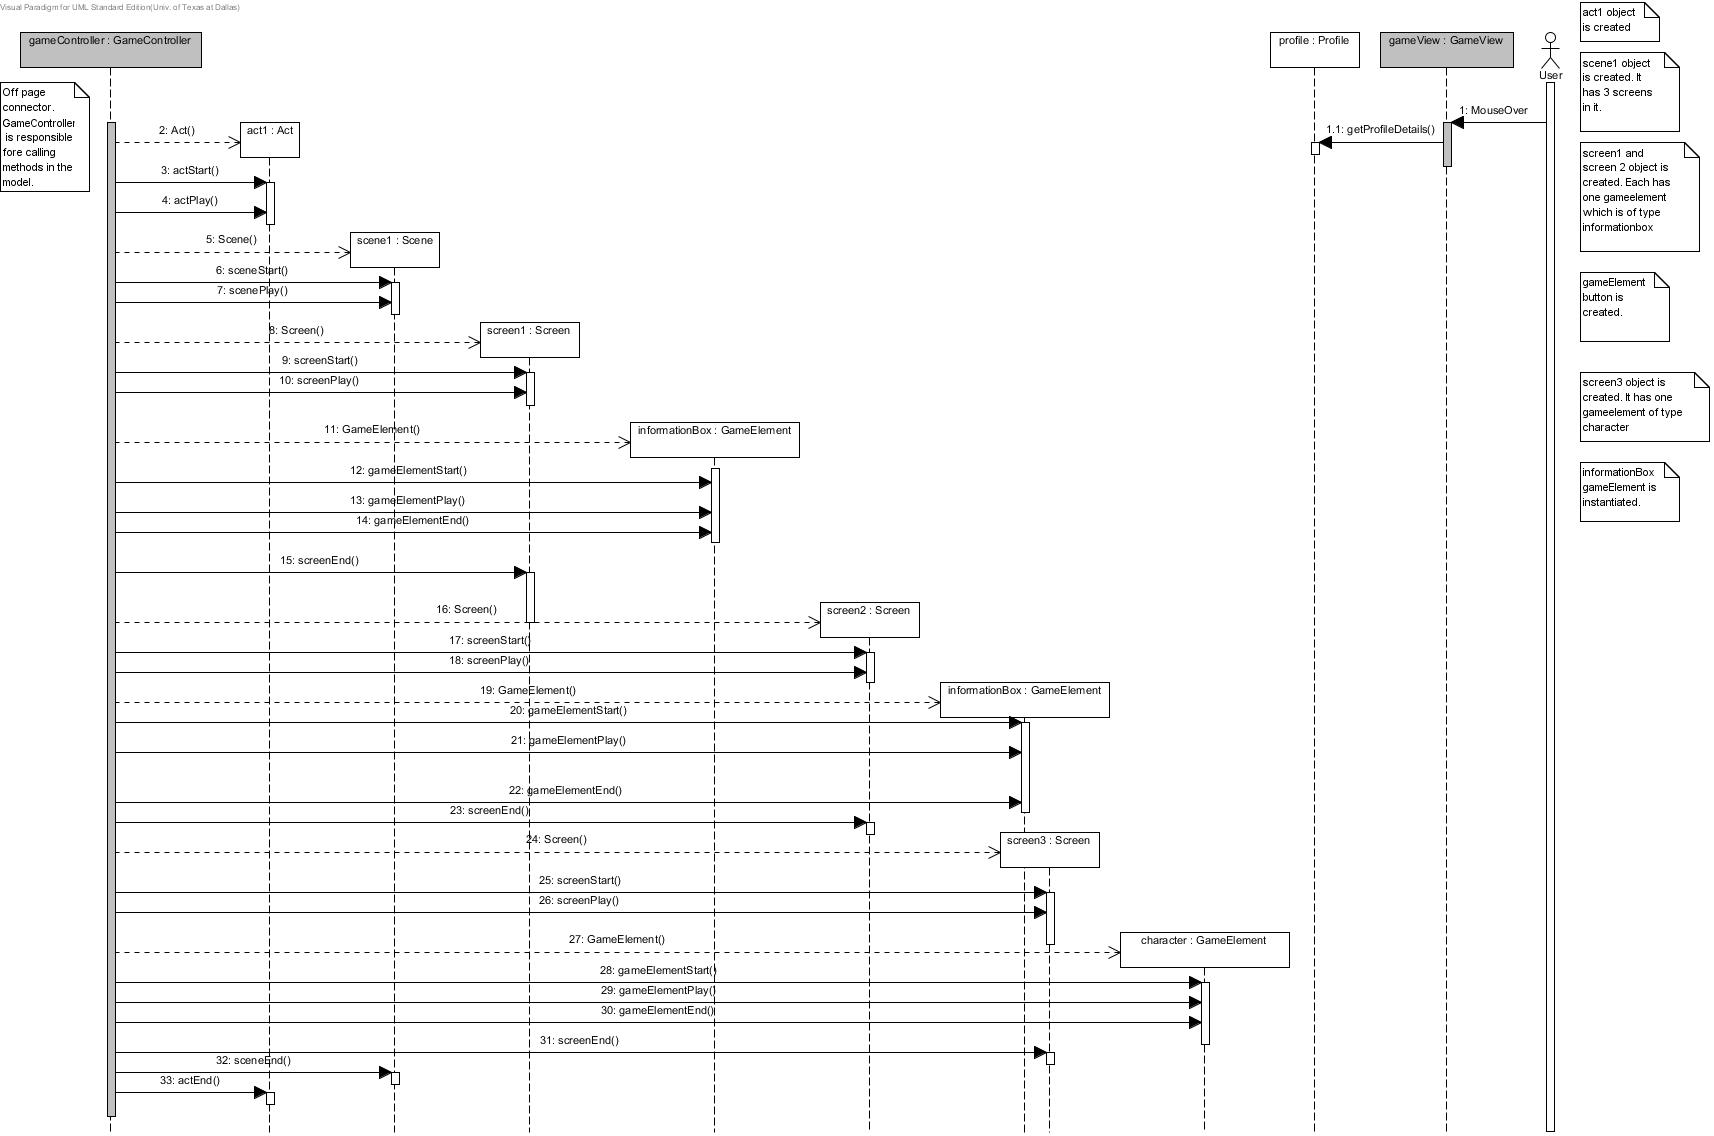 Visual Paradigm for UML Standard Edition(Univ. of Texas at Dallas)
gameController : GameController
profile : Profile
gameView : GameView
User
act1 object
is created
Off page
connector.
GameController
is responsible
fore calling
methods in the
model.
scene1 object
is created. It
has 3 screens
in it.
1: MouseOver
1.1: getProfileDetails()
2: Act()
act1 : Act
3: actStart()
4: actPlay()
screen1 and
screen 2 object is
created. Each has
one gameelement
which is of type
informationbox
5: Scene()
scene1 : Scene
6: sceneStart()
7: scenePlay()
gameElement
button is
created.
8: Screen()
screen1 : Screen
9: screenStart()
10: screenPlay()
screen3 object is
created. It has one
gameelement of type
character
11: GameElement()
informationBox : GameElement
12: gameElementStart()
13: gameElementPlay()
14: gameElementEnd()
informationBox
gameElement is
instantiated.
15: screenEnd()
16: Screen()
screen2 : Screen
17: screenStart()
18: screenPlay()
19: GameElement()
informationBox : GameElement
20: gameElementStart()
21: gameElementPlay()
22: gameElementEnd()
23: screenEnd()
24: Screen()
screen3 : Screen
25: screenStart()
26: screenPlay()
27: GameElement()
character : GameElement
28: gameElementStart()
29: gameElementPlay()
30: gameElementEnd()
31: screenEnd()
32: sceneEnd()
33: actEnd()